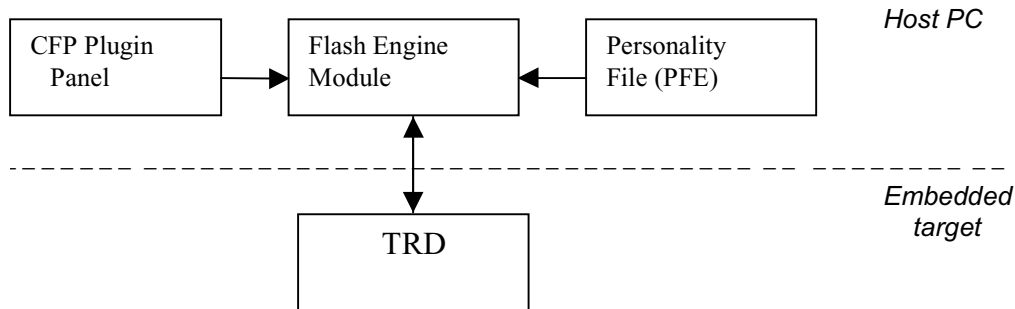 Host PC
CFP Plugin
Panel
Flash Engine
Module
Personality
File (PFE)
Embedded
target
TRD